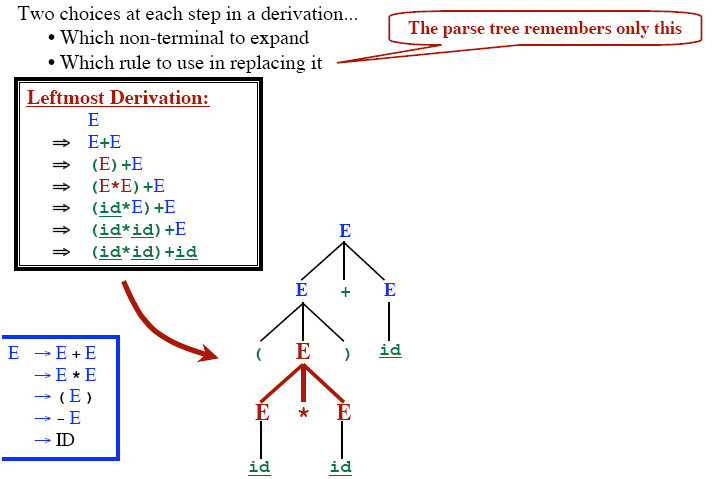 Two choices at each step in a derivation...
• Which non-terminal to expand
• Which rule to use in replacing it
The parse tree remembers only this
Leftmost Derivation:
E
⇒ E+E
⇒ (E)+E
⇒ (E*E)+E
⇒ (id*E)+E
⇒ (id*id)+E
⇒ (id*id)+id
E
E + E
( E ) id
E * E
id id
E → E + E
→ E * E
→ ( E )
→ - E
→ ID